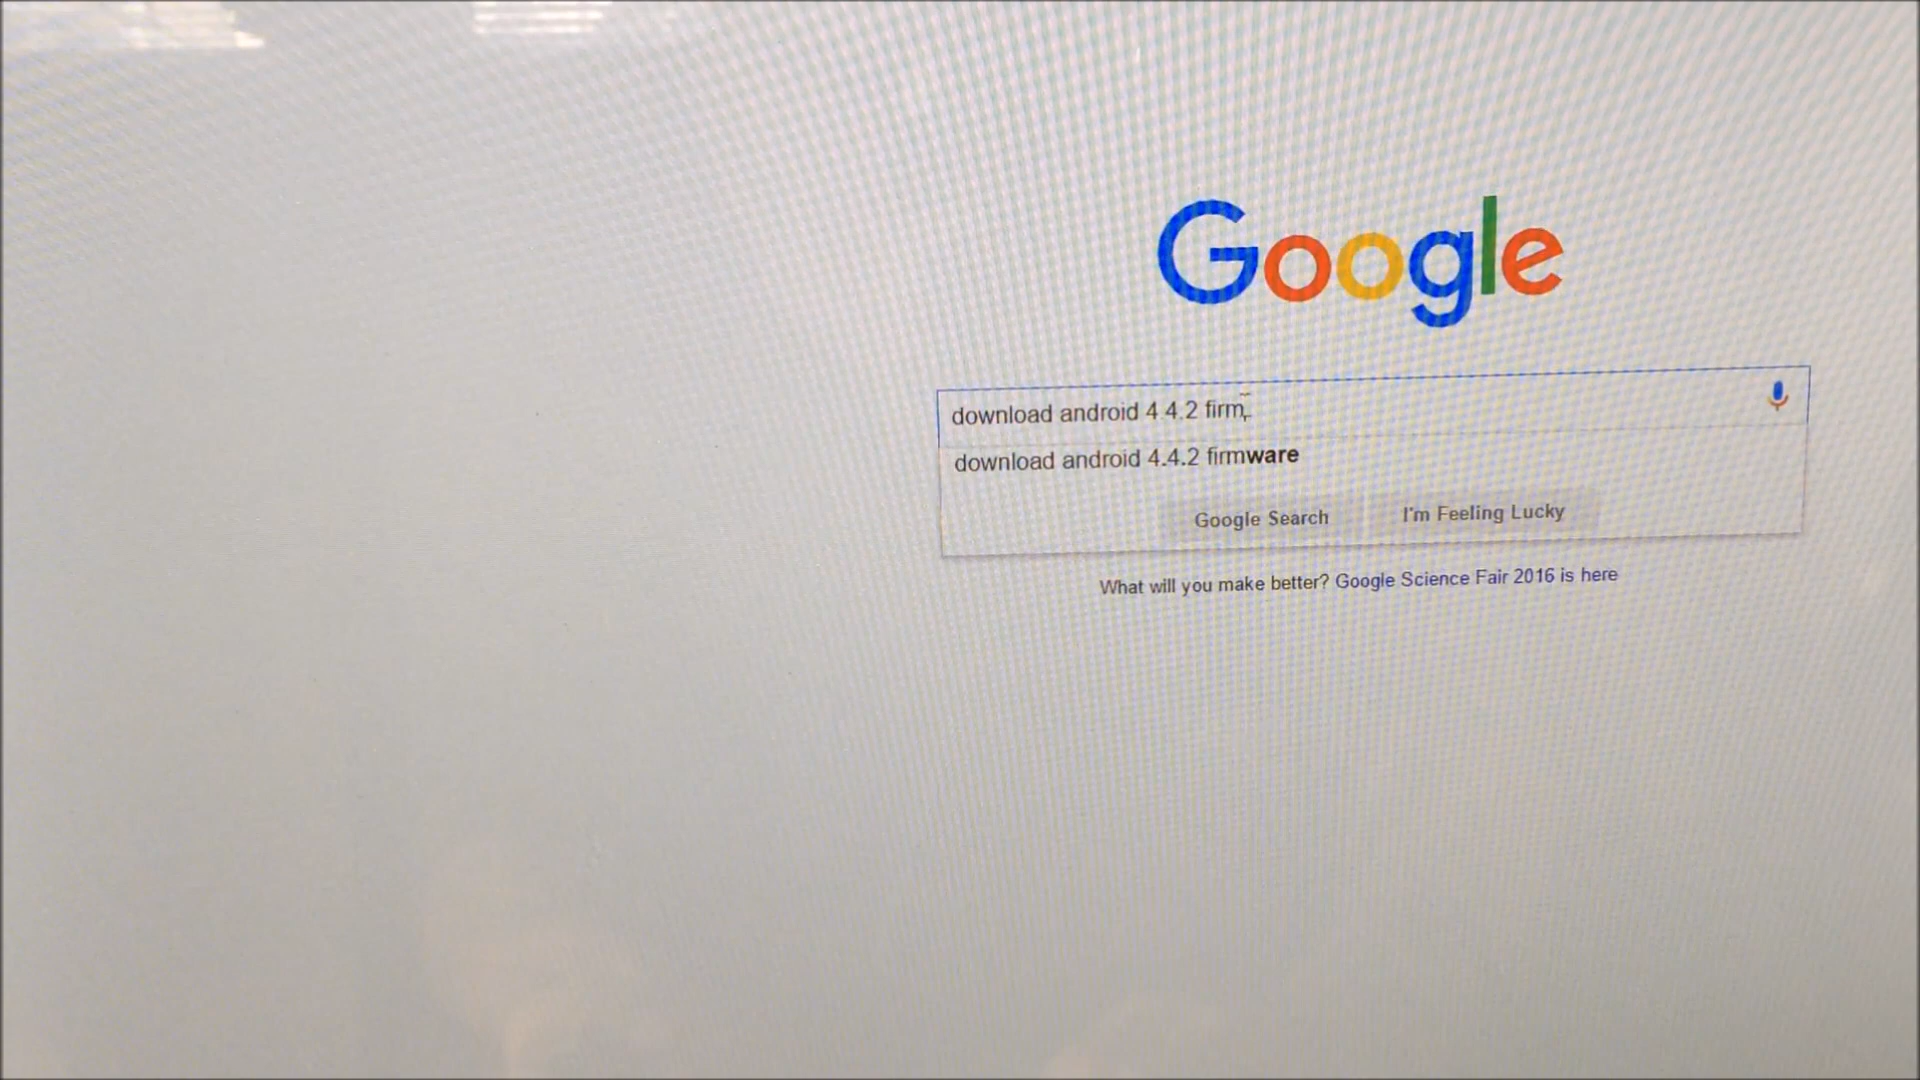 Google
download android 4.4.2 firm
download android 4.4.2 firmware
Google Search
I'm Feeling Lucky
What will you make better? Google Science Fair 2016 is here